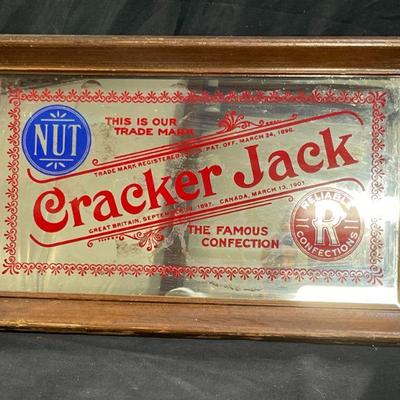 NUT
THIS IS OUR
TRADE MARK
TRADE MARK REGISTERED U.S. PAT. OFF. MARCH 24, 1896.
Cracker Jack
GREAT BRITAIN, SEPTEMBER 14, 1897. CANADA, MARCH 13, 1901.
THE FAMOUS
CONFECTION
RELIABLE
R
CONFECTIONS